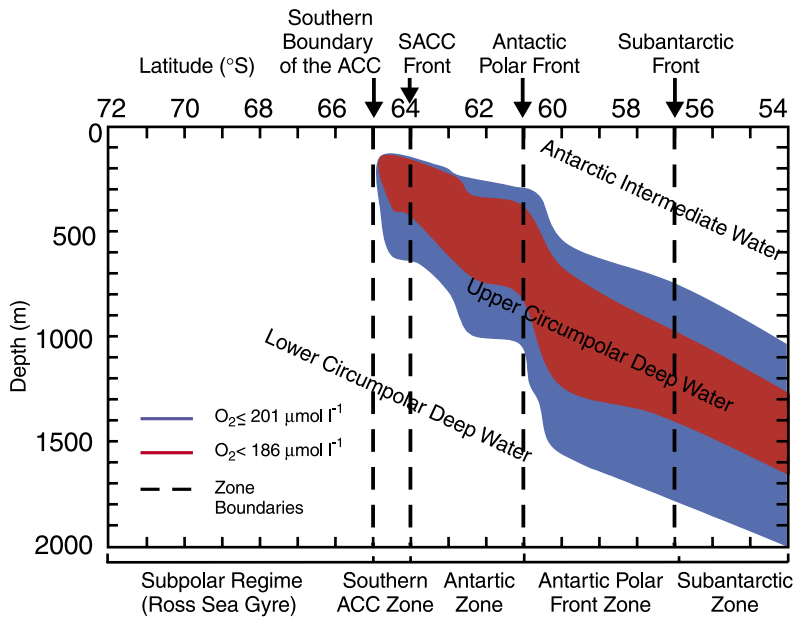 Southern
Boundary
of the ACC
SACC
Front
Antactic
Polar Front
Subantarctic
Front
Latitude (°S)
72 70 68 66 64 62 60 58 56 54
0
500
1000
1500
2000
Depth (m)
Antarctic Intermediate Water
Upper Circumpolar Deep Water
Lower Circumpolar Deep Water
O2≤ 201 μmol l-1
O2< 186 μmol l-1
Zone
Boundaries
Subpolar Regime
(Ross Sea Gyre)
Southern
ACC Zone
Antartic
Zone
Antartic Polar
Front Zone
Subantarctic
Zone